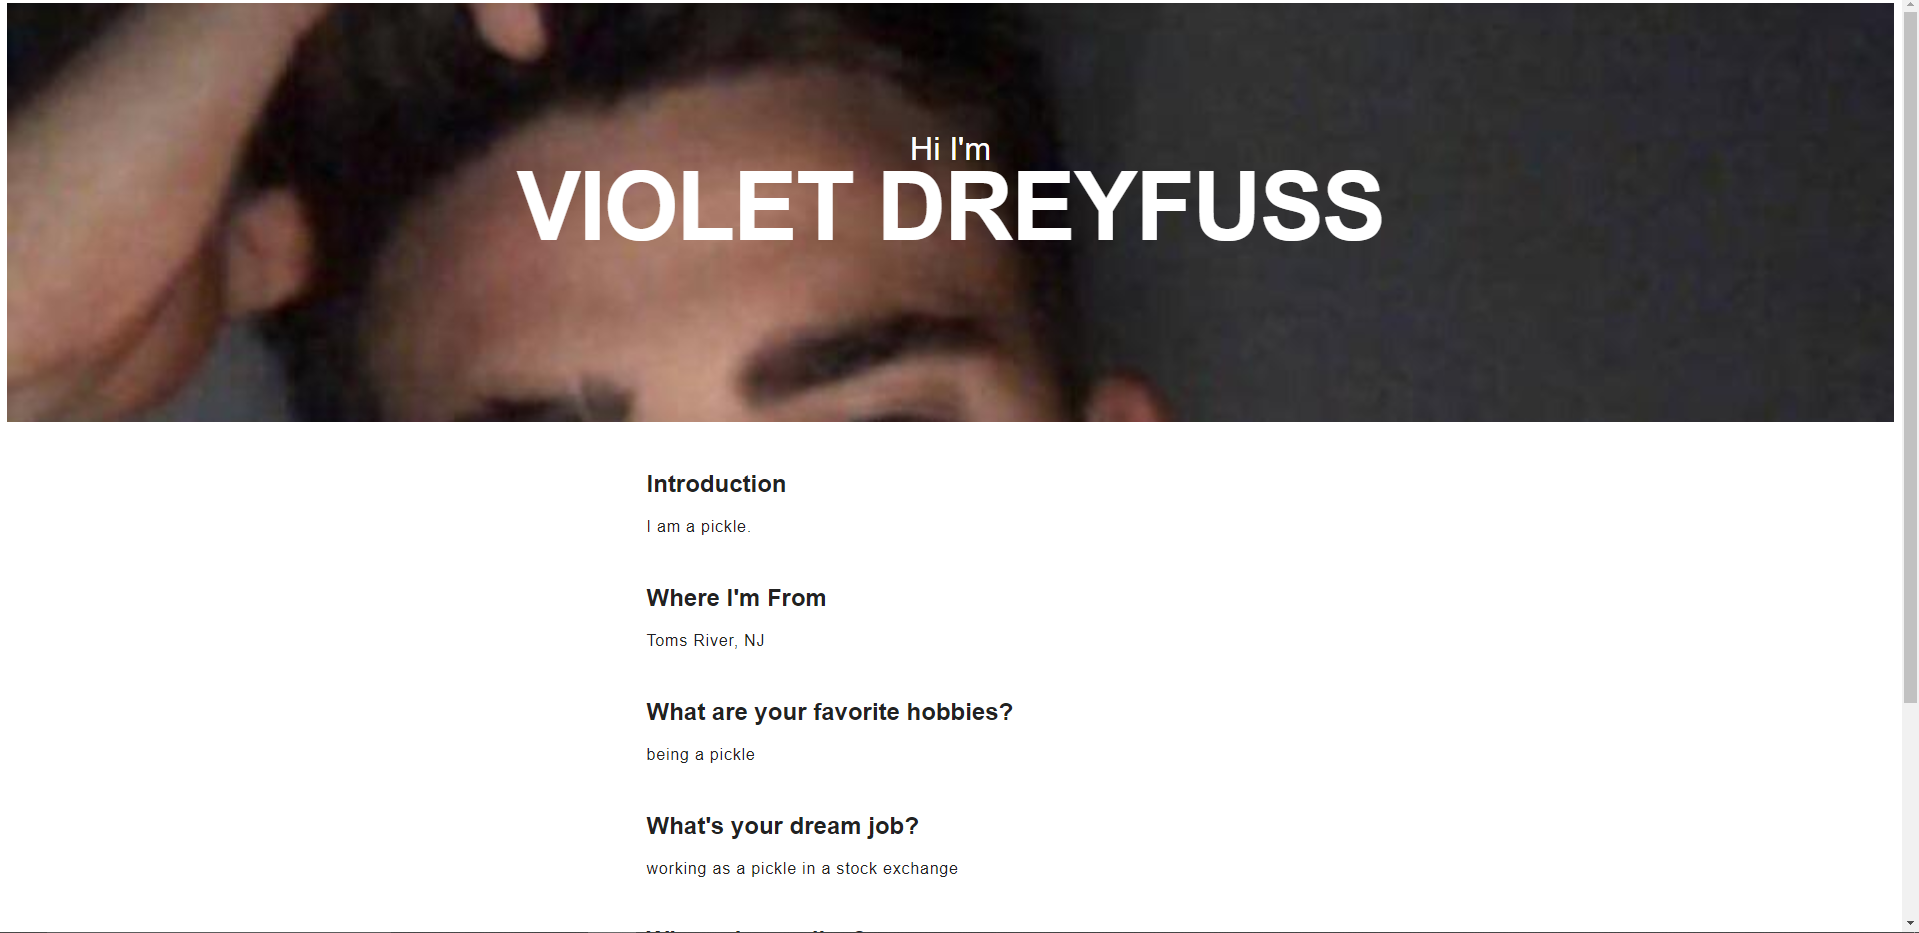 Hi I'm
VIOLET DREYFUSS
Introduction
I am a pickle.
Where I'm From
Toms River, NJ
What are your favorite hobbies?
being a pickle
What's your dream job?
working as a pickle in a stock exchange